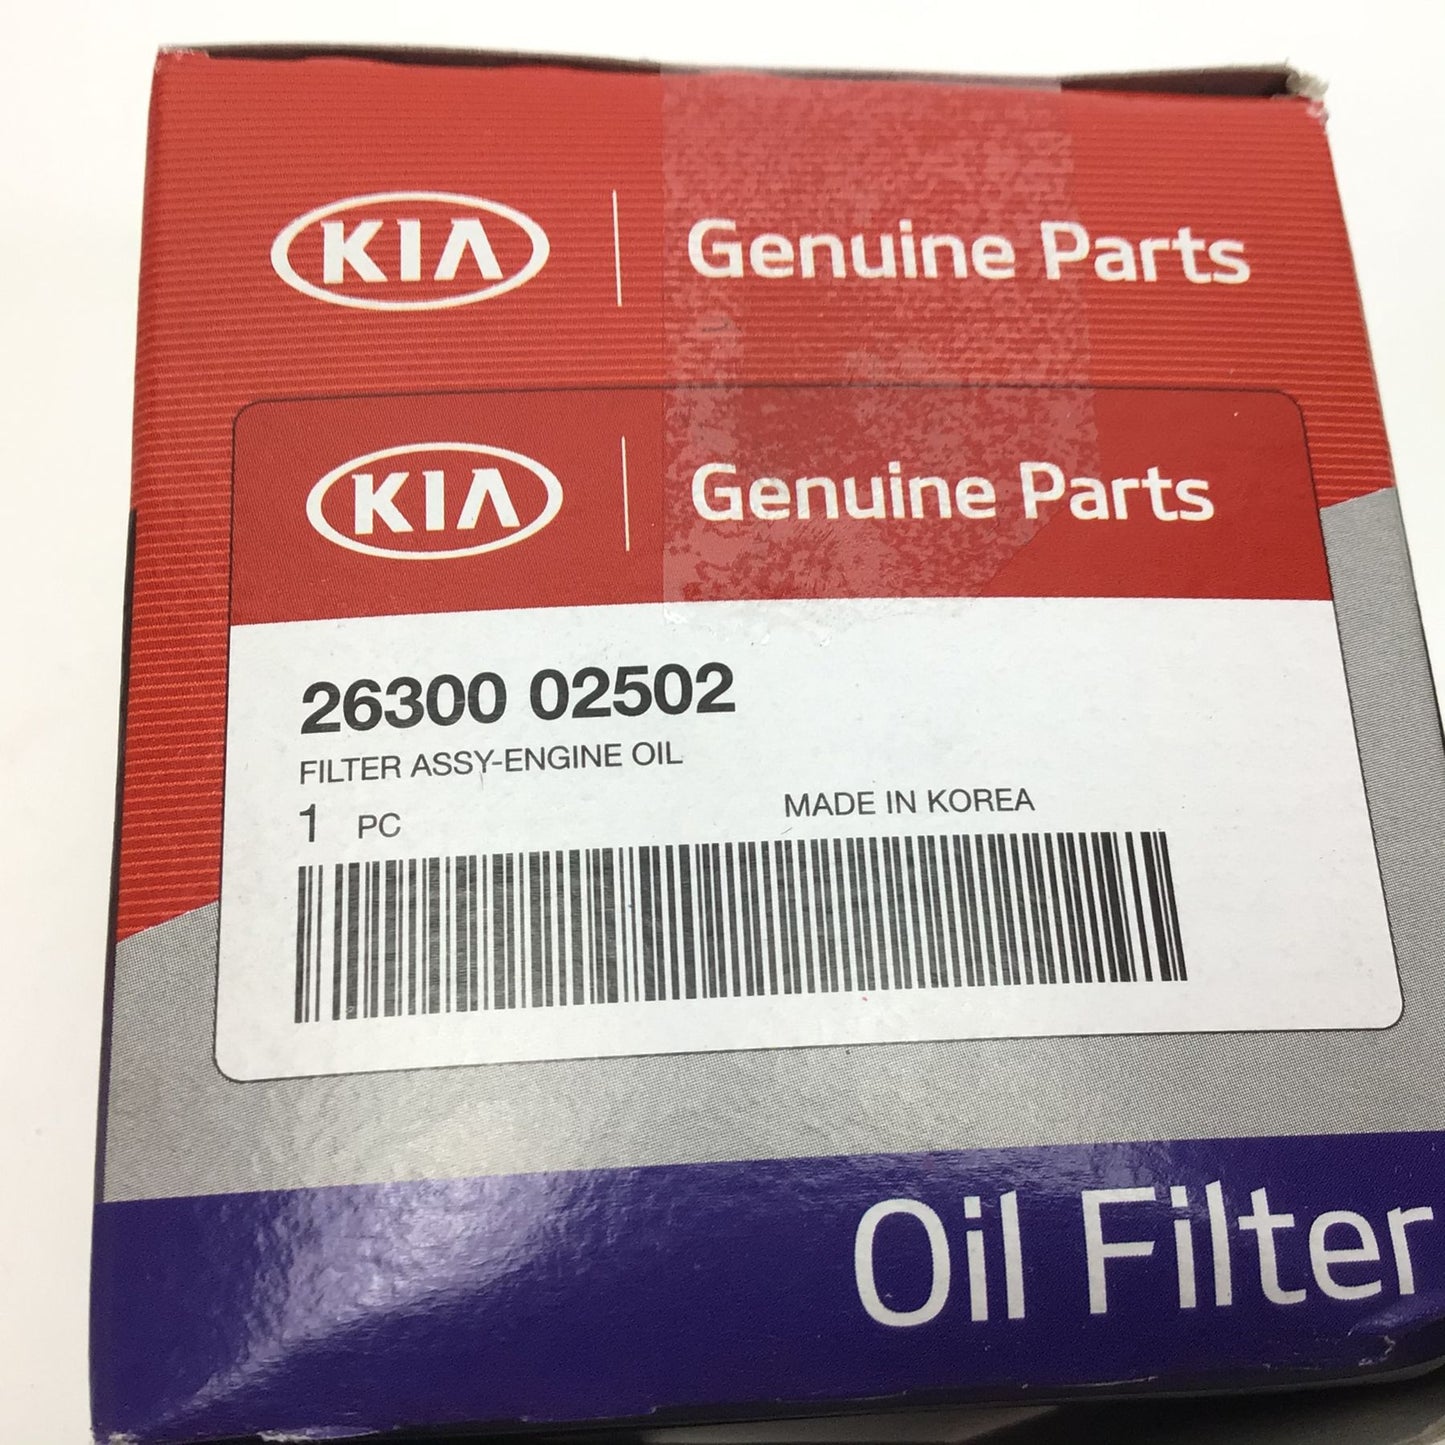 KIA Genuine Parts
KIA Genuine Parts
26300 02502
FILTER ASSY-ENGINE OIL
1 PC MADE IN KOREA
Oil Filter